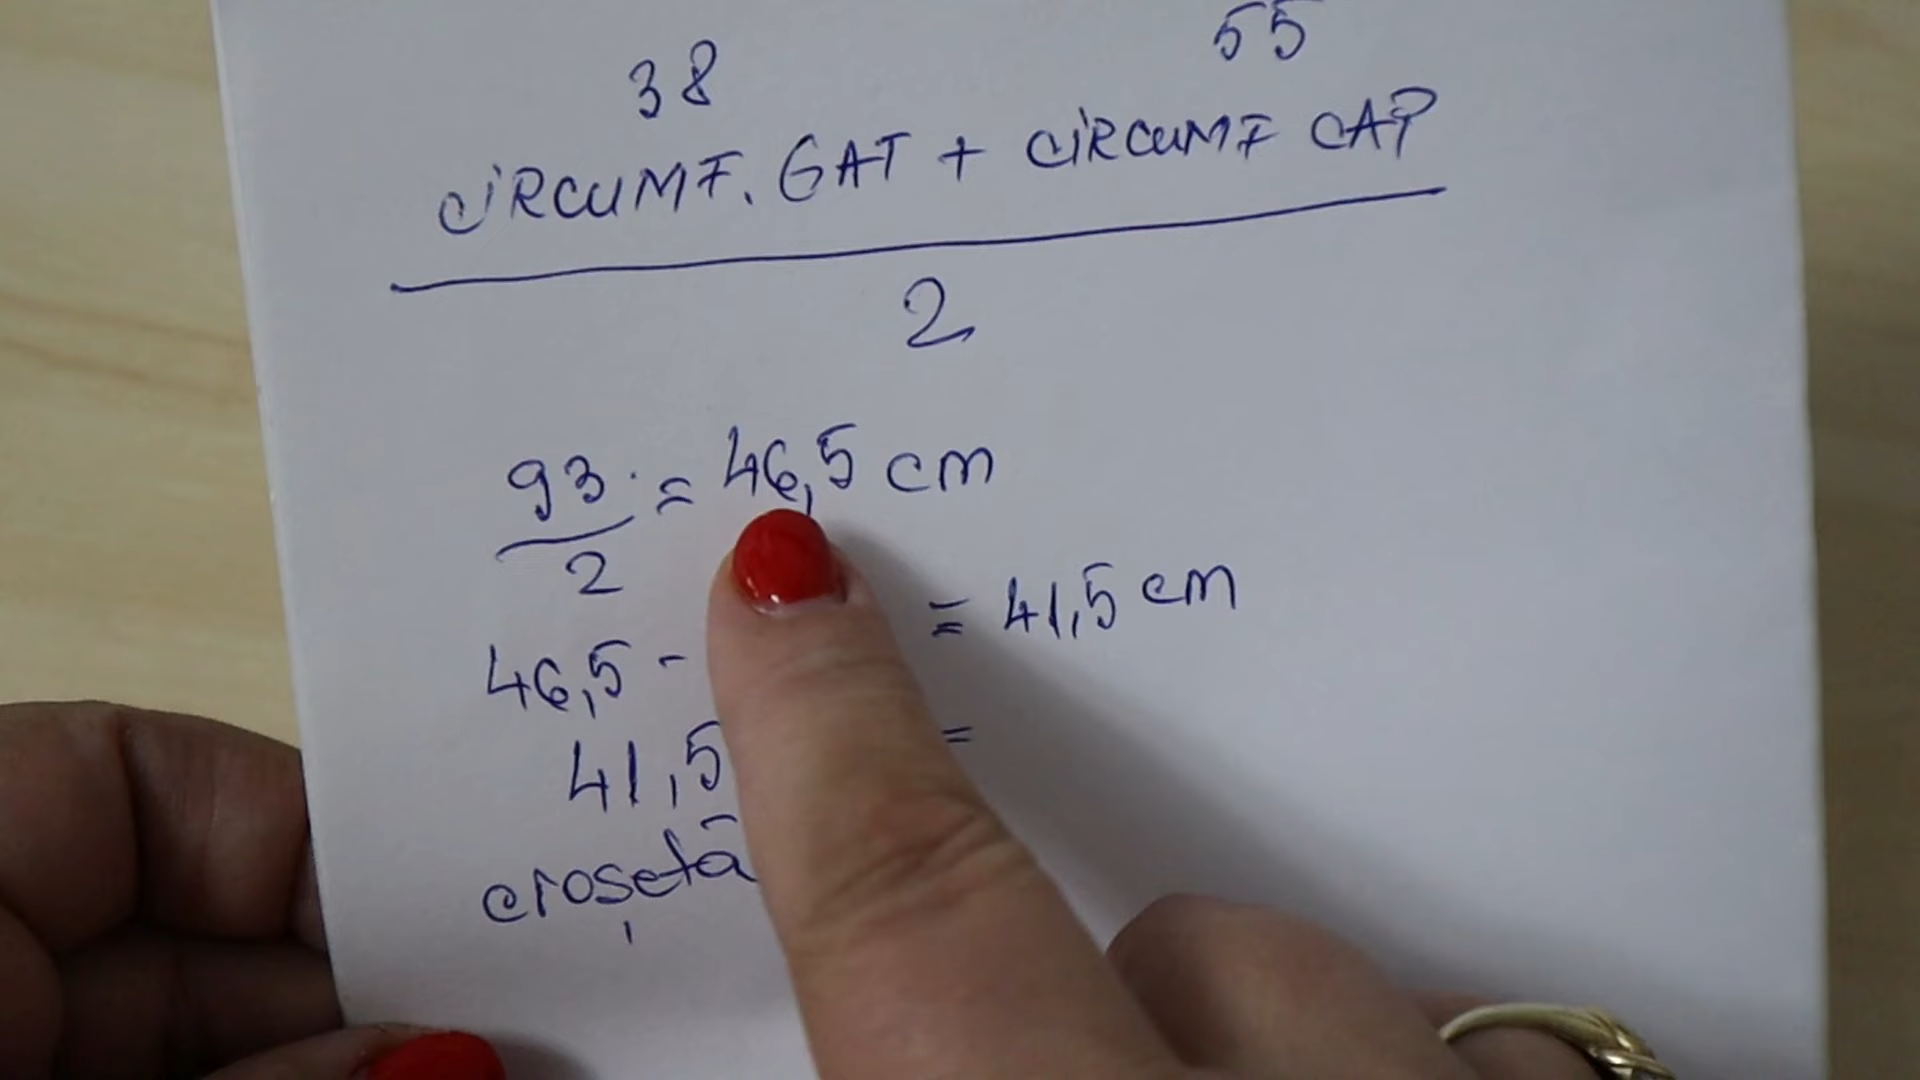 38 55
CIRCUMF. GAT + CIRCUMF CAP
2
93 = 46,5 cm
2
46,5 - = 41,5 cm
41,5 =
croșetă